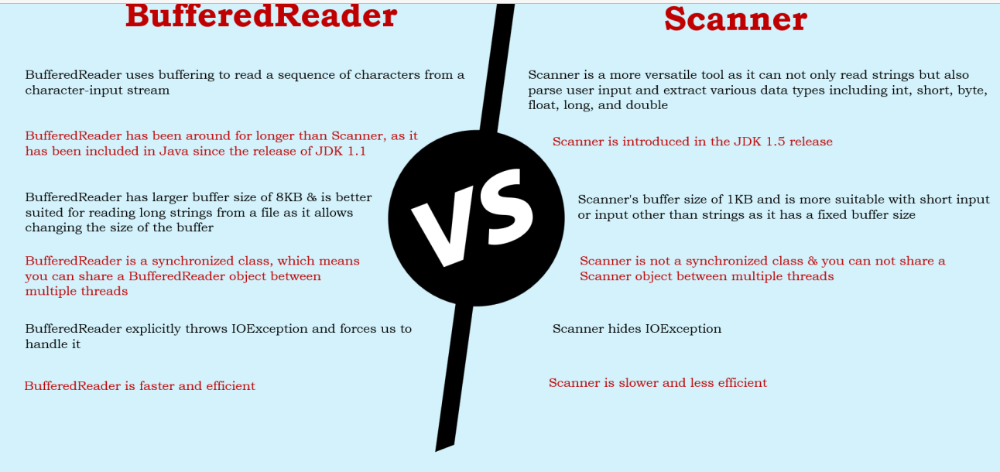 BufferedReader
Scanner
BufferedReader uses buffering to read a sequence of characters from a
character-input stream
Scanner is a more versatile tool as it can not only read strings but also
parse user input and extract various data types including int, short, byte,
float, long, and double
BufferedReader has been around for longer than Scanner, as it
has been included in Java since the release of JDK 1.1
Scanner is introduced in the JDK 1.5 release
VS
BufferedReader has larger buffer size of 8KB & is better
suited for reading long strings from a file as it allows
changing the size of the buffer
Scanner's buffer size of 1KB and is more suitable with short input
or input other than strings as it has a fixed buffer size
BufferedReader is a synchronized class, which means
you can share a BufferedReader object between
multiple threads
Scanner is not a synchronized class & you can not share a
Scanner object between multiple threads
BufferedReader explicitly throws IOException and forces us to
handle it
Scanner hides IOException
BufferedReader is faster and efficient
Scanner is slower and less efficient